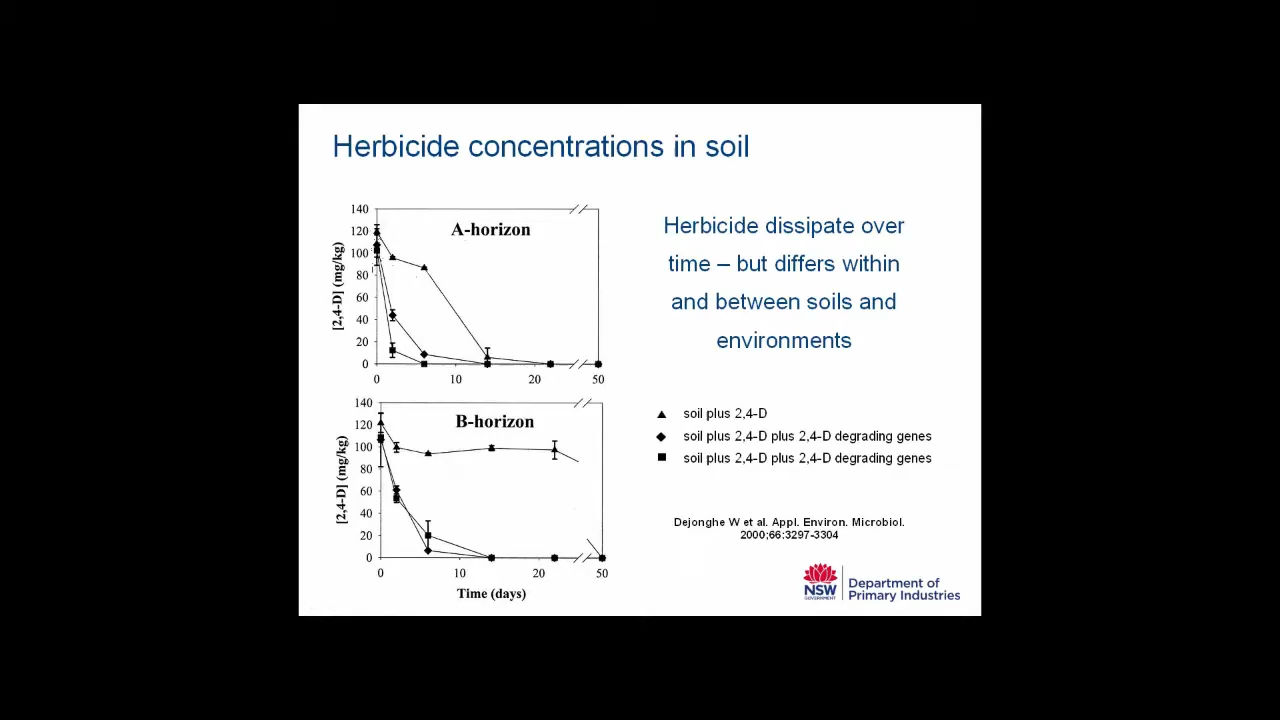 Herbicide concentrations in soil
140
120
100
80
60
40
20
0
[2,4-D] (mg/kg)
A-horizon
0 10 20 50
140
120
100
80
60
40
20
0
[2,4-D] (mg/kg)
B-horizon
0 10 20 50
Time (days)
Herbicide dissipate over
time – but differs within
and between soils and
environments
soil plus 2,4-D
soil plus 2,4-D plus 2,4-D degrading genes
soil plus 2,4-D plus 2,4-D degrading genes
Dejonghe W et al. Appl. Environ. Microbiol.
2000;66:3297-3304
NSW
GOVERNMENT
Department of
Primary Industries